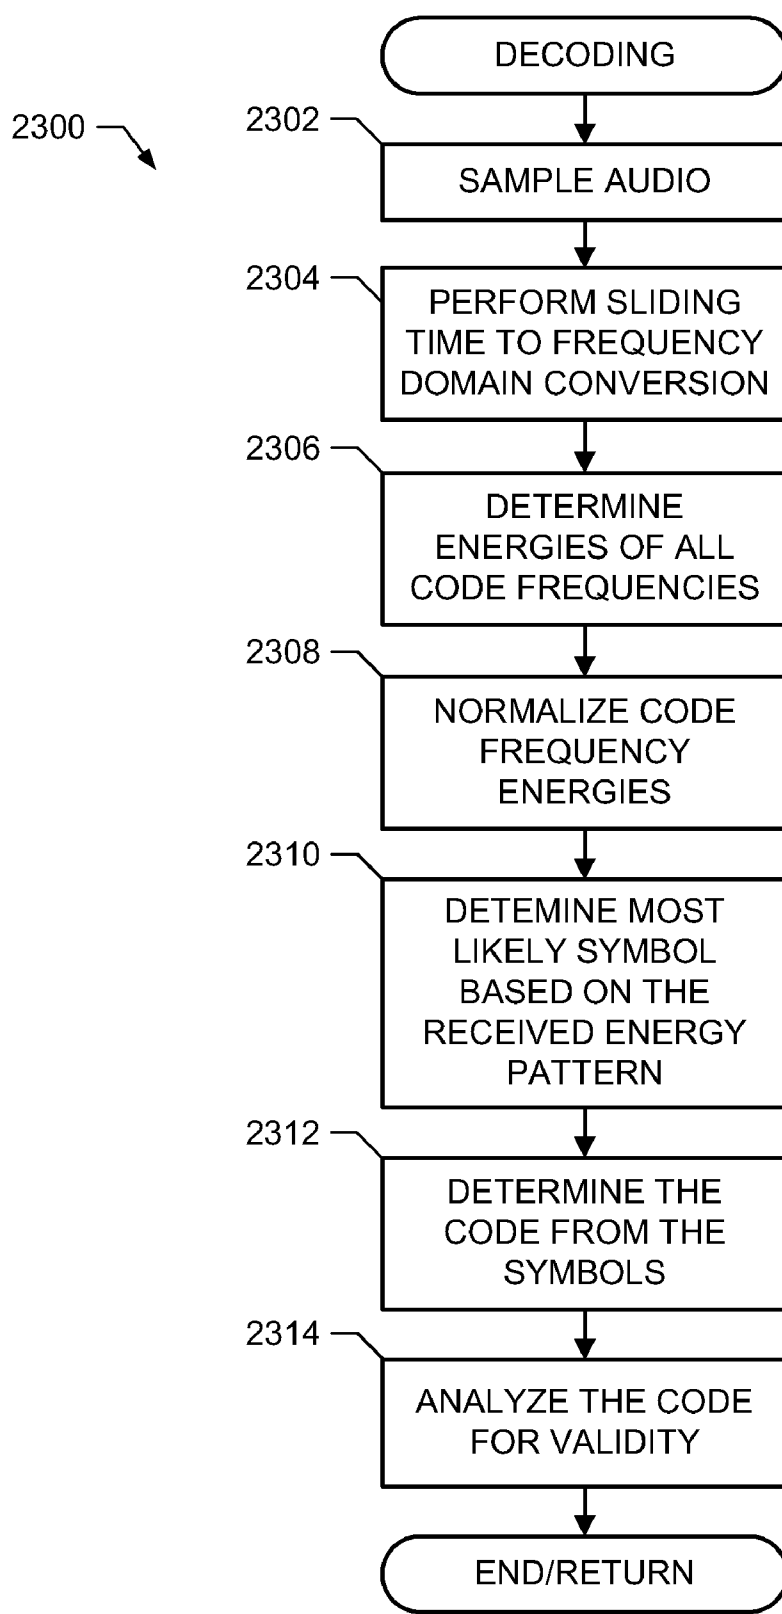 DECODING
2300
2302
SAMPLE AUDIO
2304
PERFORM SLIDING
TIME TO FREQUENCY
DOMAIN CONVERSION
2306
DETERMINE
ENERGIES OF ALL
CODE FREQUENCIES
2308
NORMALIZE CODE
FREQUENCY
ENERGIES
2310
DETEMINE MOST
LIKELY SYMBOL
BASED ON THE
RECEIVED ENERGY
PATTERN
2312
DETERMINE THE
CODE FROM THE
SYMBOLS
2314
ANALYZE THE CODE
FOR VALIDITY
END/RETURN